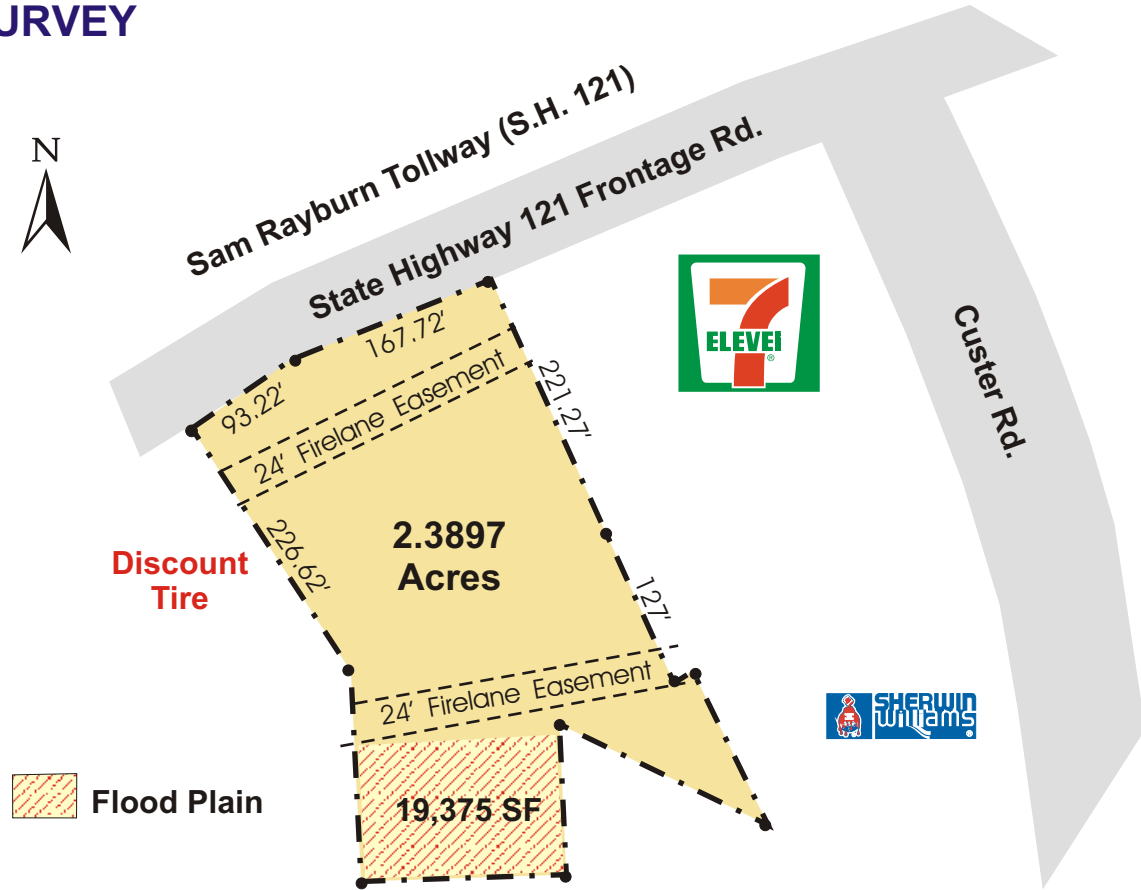 URVEY
N
Sam Rayburn Tollway (S.H. 121)
State Highway 121 Frontage Rd.
167.72'
93.22'
24' Firelane Easement
221.27'
7
ELEVEn
®
Custer Rd.
2.3897
Acres
226.62'
Discount
Tire
127'
24' Firelane Easement
SHERWIN
WILLIAMS
®
Flood Plain
19,375 SF